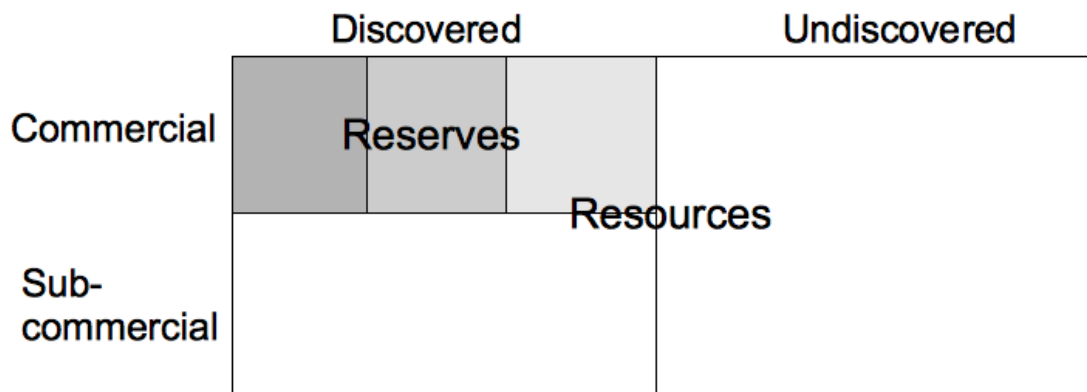 Discovered
Undiscovered
Commercial
Reserves
Resources
Sub-
commercial